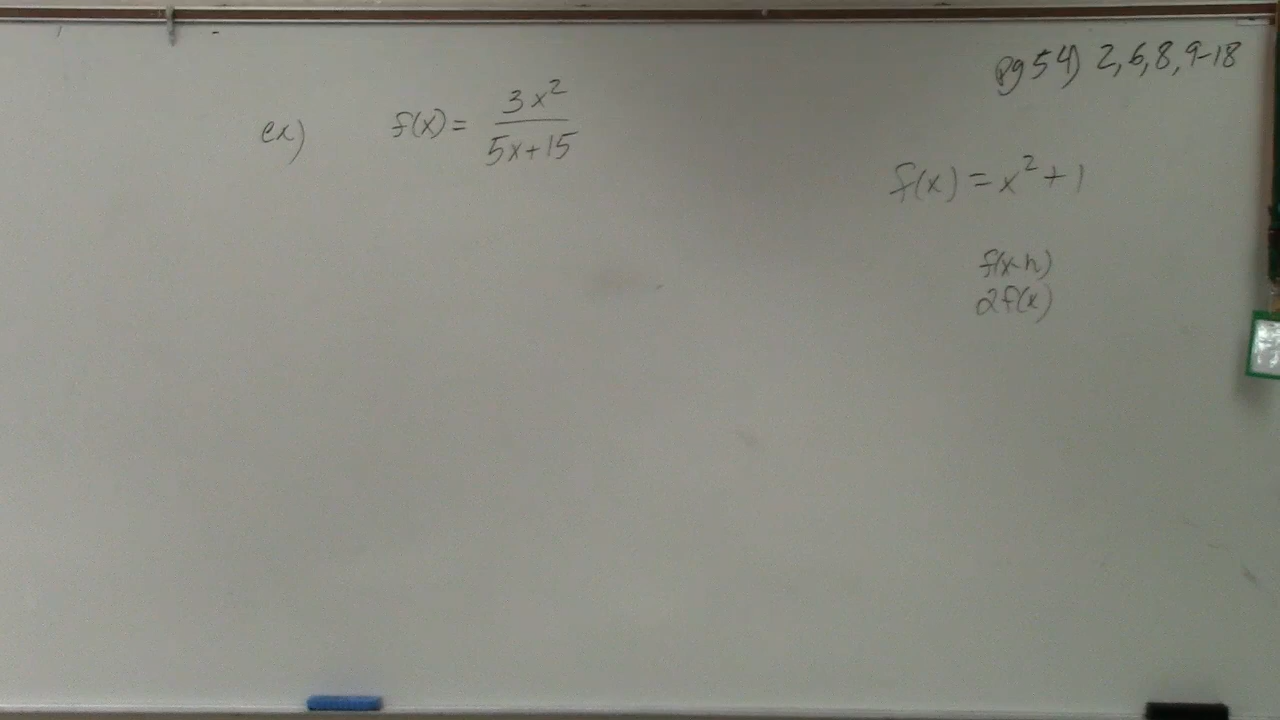 pg 54) 2, 6, 8, 9-18
ex) f(x) = 3x² / 5x+15
f(x) = x² + 1
f(x-h)
2f(x)